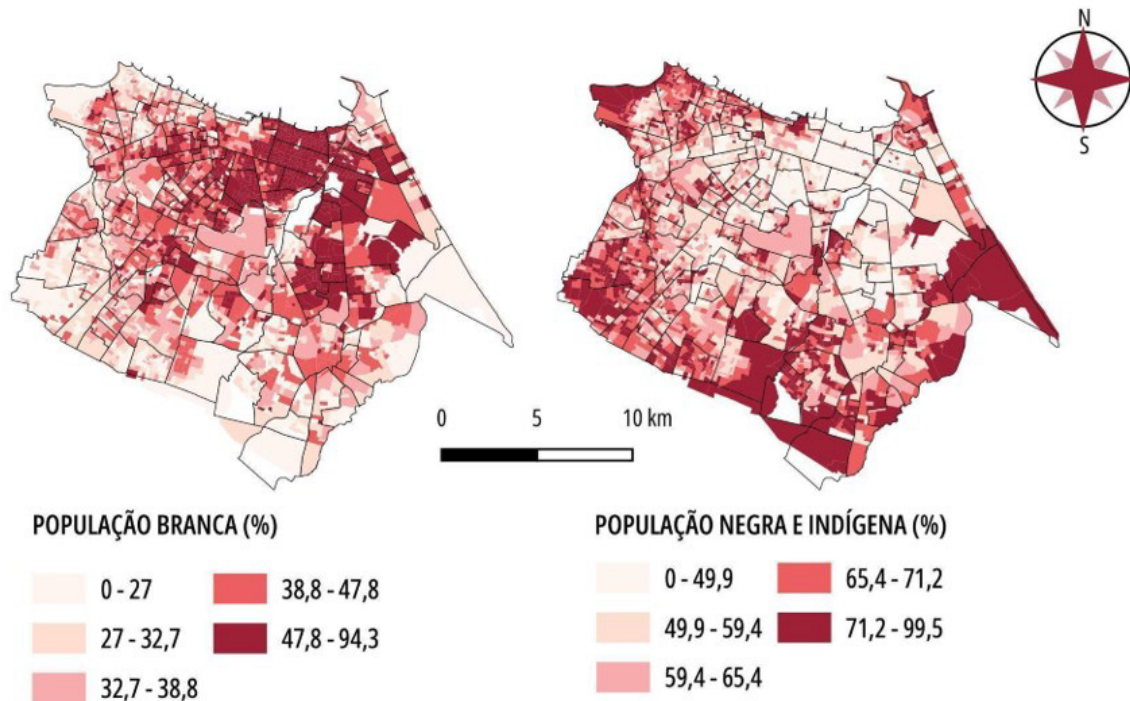 N
S
0 5 10 km
POPULAÇÃO BRANCA (%)
0 - 27
38,8 - 47,8
27 - 32,7
47,8 - 94,3
32,7 - 38,8
POPULAÇÃO NEGRA E INDÍGENA (%)
0 - 49,9
65,4 - 71,2
49,9 - 59,4
71,2 - 99,5
59,4 - 65,4